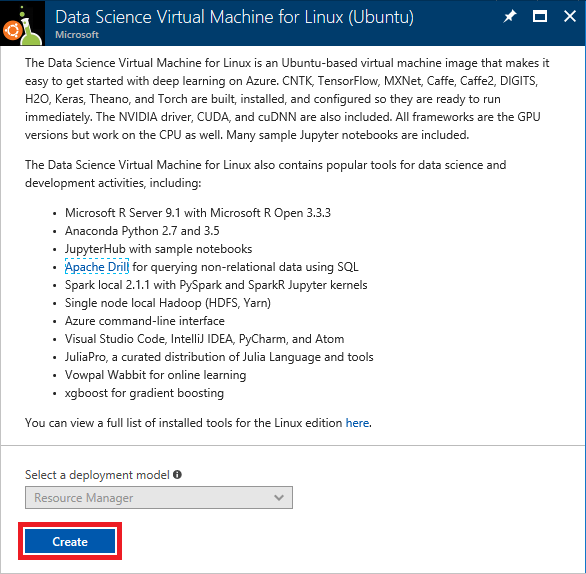 Data Science Virtual Machine for Linux (Ubuntu)
Microsoft
The Data Science Virtual Machine for Linux is an Ubuntu-based virtual machine image that makes it
easy to get started with deep learning on Azure. CNTK, TensorFlow, MXNet, Caffe, Caffe2, DIGITS,
H2O, Keras, Theano, and Torch are built, installed, and configured so they are ready to run
immediately. The NVIDIA driver, CUDA, and cuDNN are also included. All frameworks are the GPU
versions but work on the CPU as well. Many sample Jupyter notebooks are included.
The Data Science Virtual Machine for Linux also contains popular tools for data science and
development activities, including:
• Microsoft R Server 9.1 with Microsoft R Open 3.3.3
• Anaconda Python 2.7 and 3.5
• JupyterHub with sample notebooks
• Apache Drill for querying non-relational data using SQL
• Spark local 2.1.1 with PySpark and SparkR Jupyter kernels
• Single node local Hadoop (HDFS, Yarn)
• Azure command-line interface
• Visual Studio Code, IntelliJ IDEA, PyCharm, and Atom
• JuliaPro, a curated distribution of Julia Language and tools
• Vowpal Wabbit for online learning
• xgboost for gradient boosting
You can view a full list of installed tools for the Linux edition here.
Select a deployment model
Resource Manager
Create